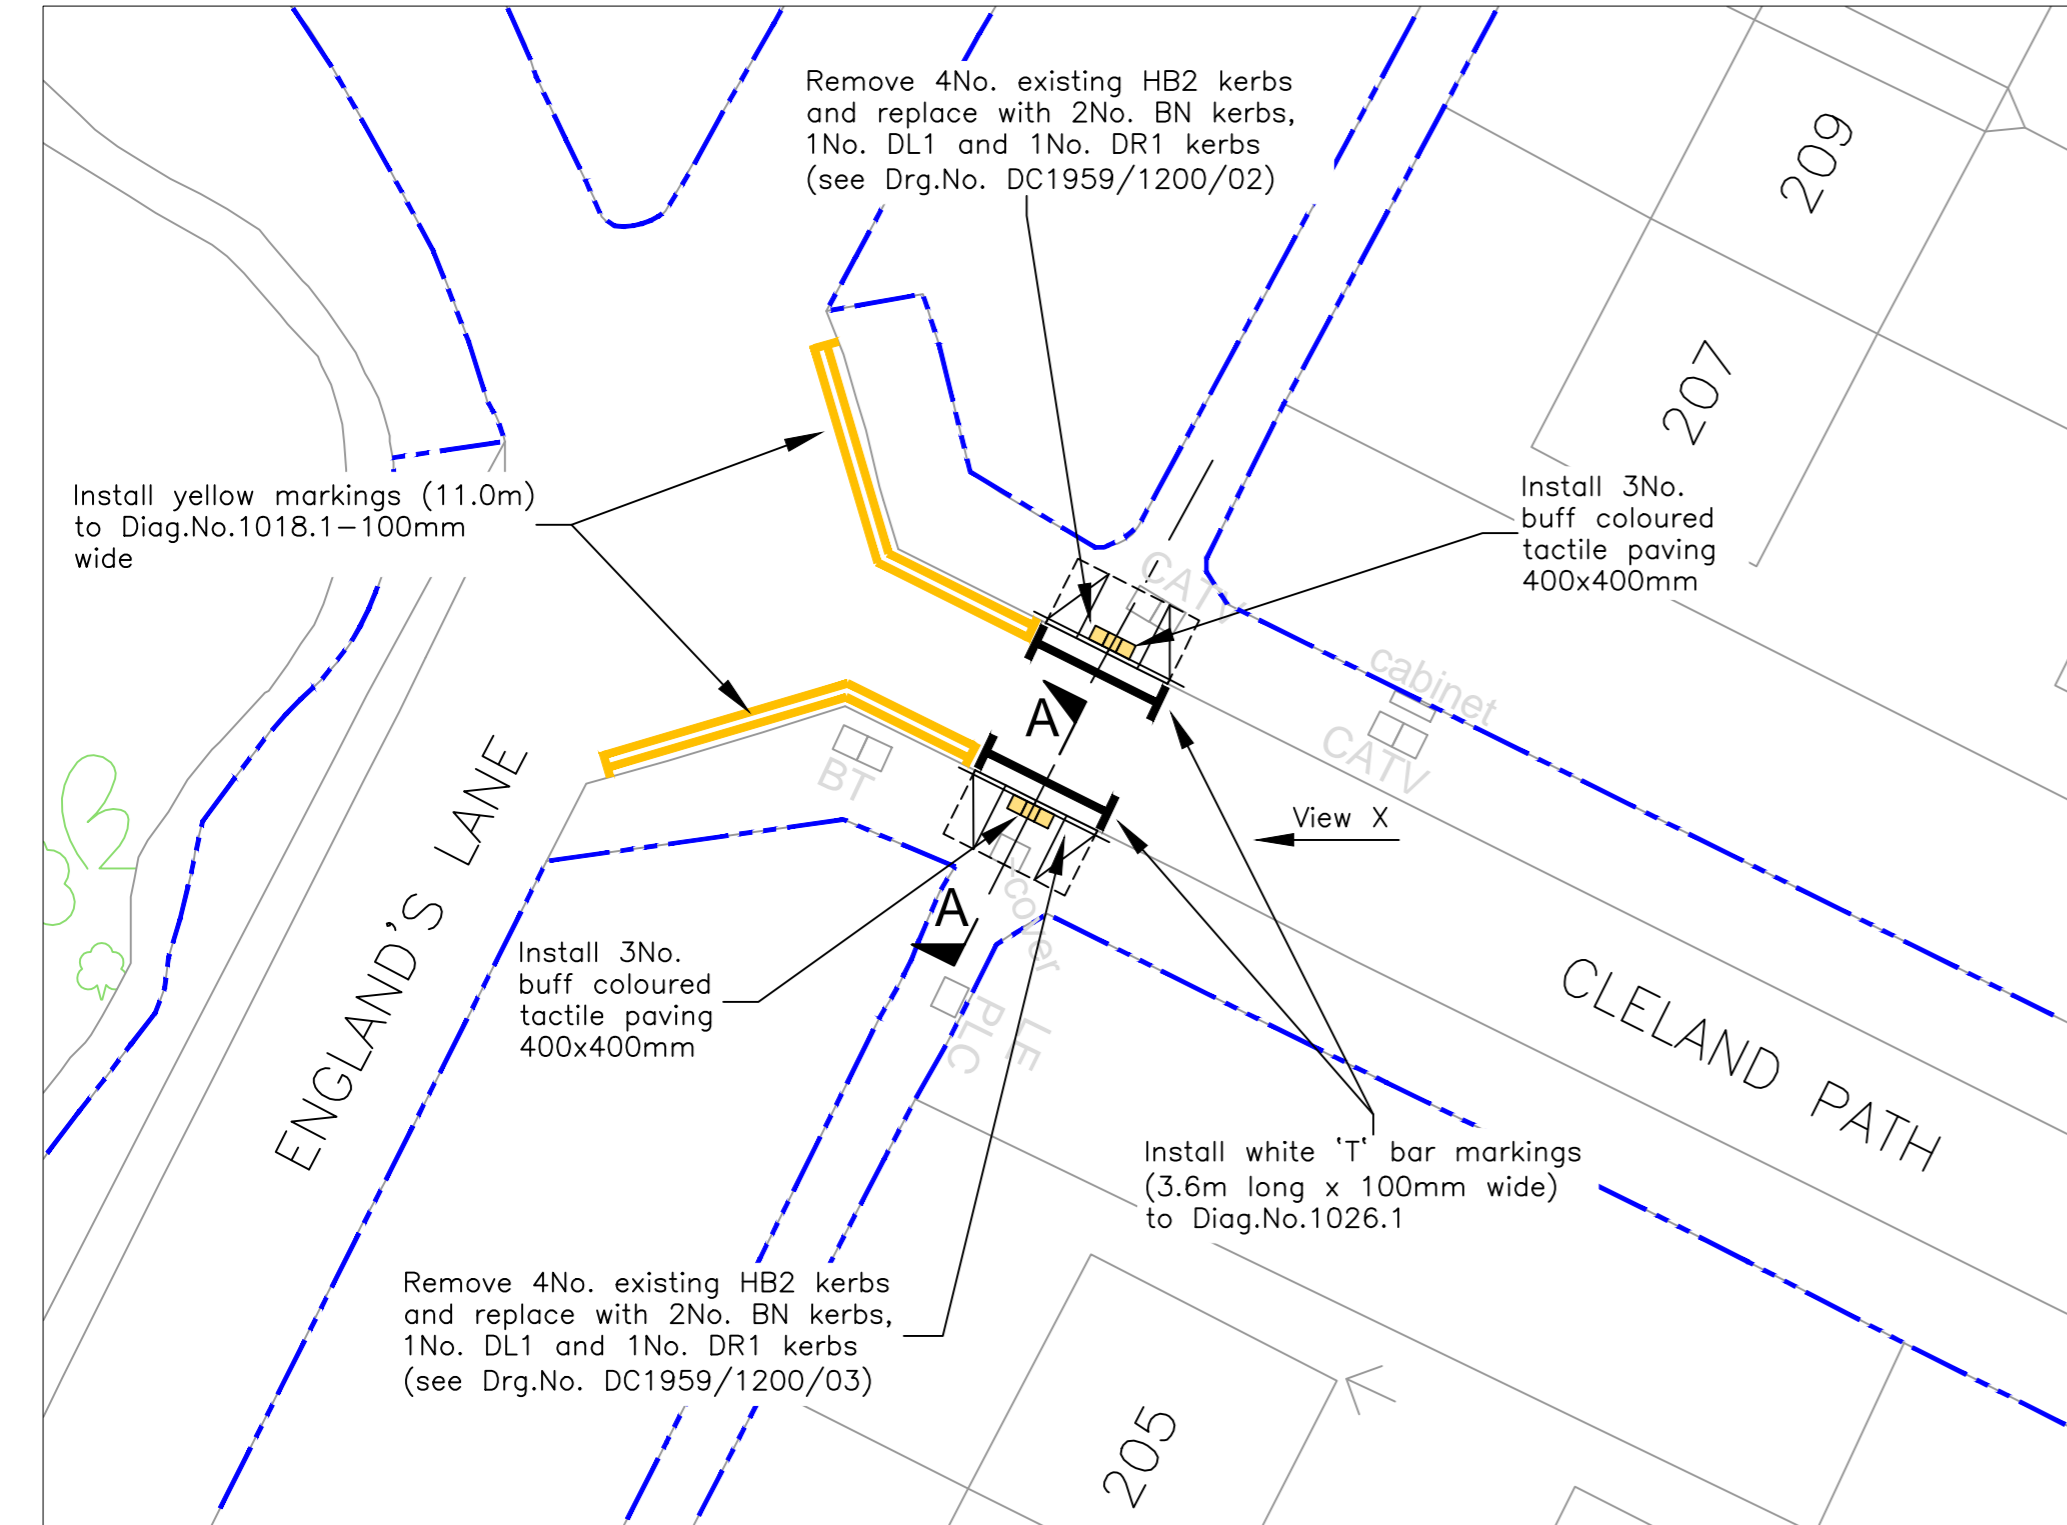 Remove 4No. existing HB2 kerbs
and replace with 2No. BN kerbs,
1No. DL1 and 1No. DR1 kerbs
(see Drg.No. DC1959/1200/02)
209
207
Install yellow markings (11.0m)
to Diag.No.1018.1-100mm
wide
Install 3No.
buff coloured
tactile paving
400x400mm
CATV
cabinet
CATV
A
BT
View X
ENGLAND'S LANE
A
cover
Install 3No.
buff coloured
tactile paving
400x400mm
LF
PLC
CLELAND PATH
Install white 'T' bar markings
(3.6m long x 100mm wide)
to Diag.No.1026.1
Remove 4No. existing HB2 kerbs
and replace with 2No. BN kerbs,
1No. DL1 and 1No. DR1 kerbs
(see Drg.No. DC1959/1200/03)
205